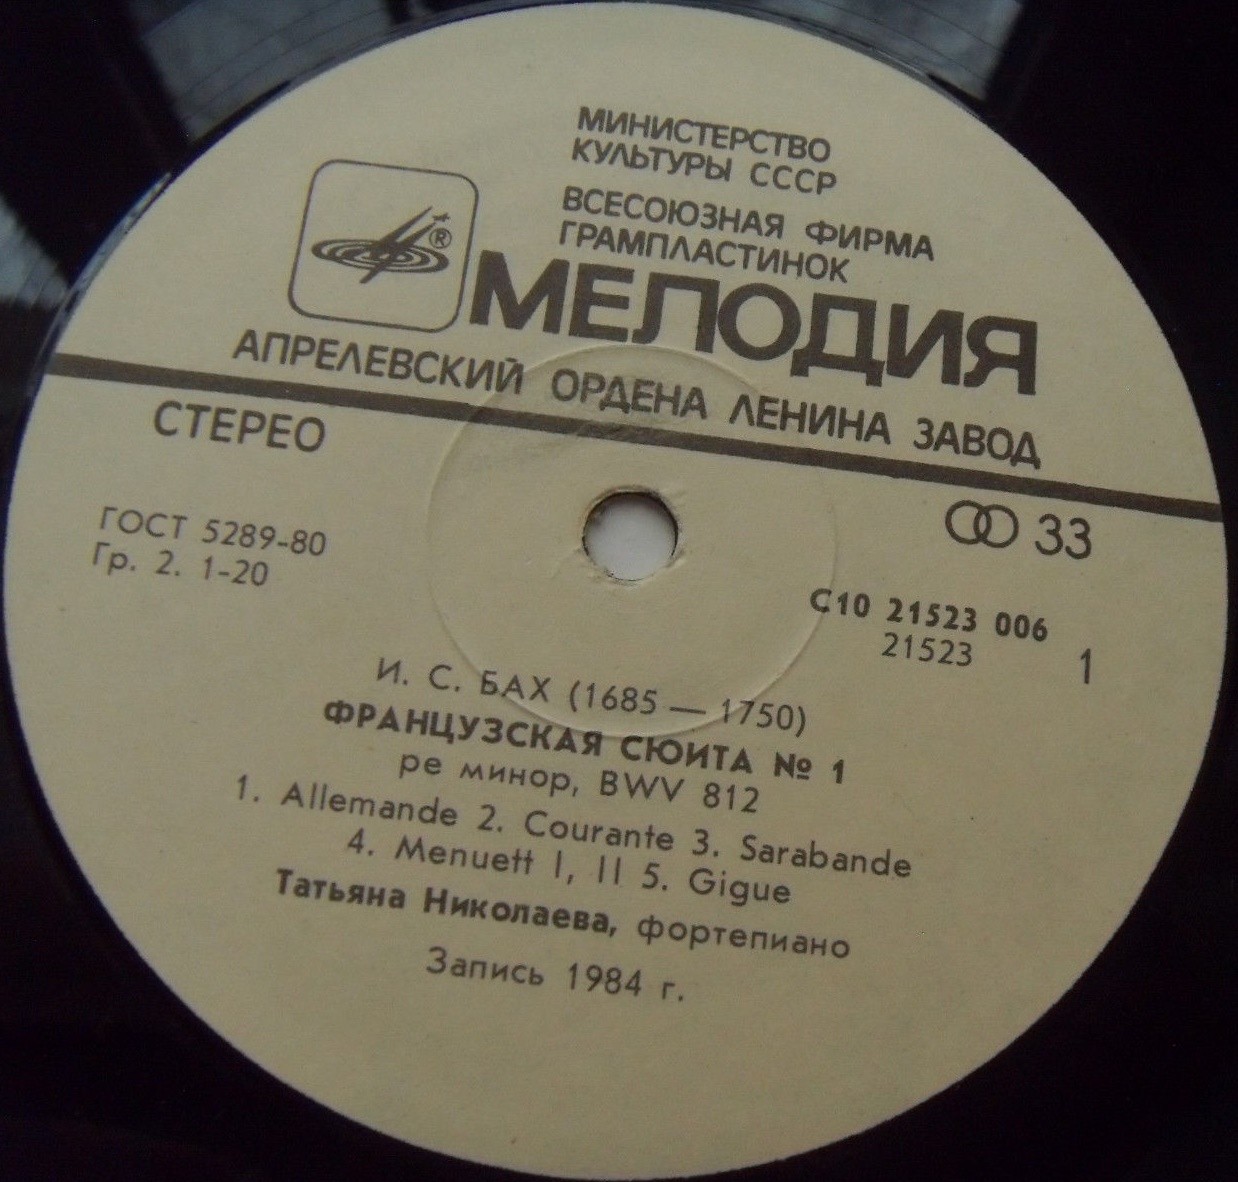 МИНИСТЕРСТВО
КУЛЬТУРЫ СССР
ВСЕСОЮЗНАЯ ФИРМА
ГРАМПЛАСТИНОК
®
МЕЛОДИЯ
АПРЕЛЕВСКИЙ ОРДЕНА ЛЕНИНА ЗАВОД
СТЕРЕО
33
ГОСТ 5289-80
Гр. 2. 1-20
С10 21523 006
21523
1
И. С. БАХ (1685 — 1750)
ФРАНЦУЗСКАЯ СЮИТА № 1
ре минор, BWV 812
1. Allemande 2. Courante 3. Sarabande
4. Menuett I, II 5. Gigue
Татьяна Николаева, фортепиано
Запись 1984 г.